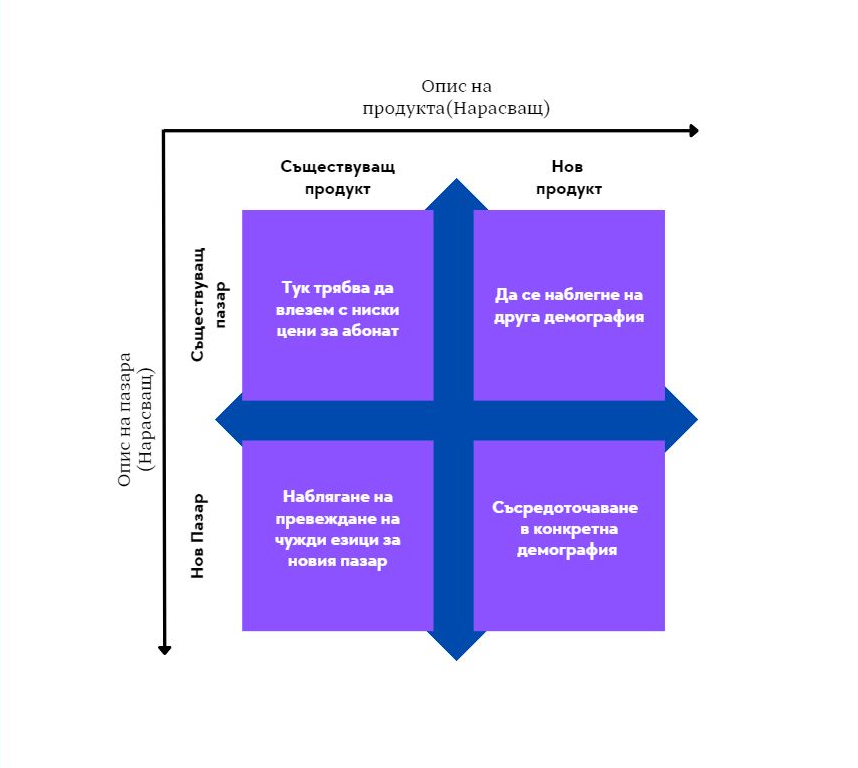 Опис на
продукта(Нарасващ)
Съществуващ
продукт
Нов
продукт
Съществуващ
пазар
Тук трябва да
влезем с ниски
цени за абонат
Да се наблегне на
друга демография
Опис на пазара
(Нарасващ)
Нов Пазар
Наблягане на
превеждане на
чужди езици за
новия пазар
Съсредоточаване
в конкретна
демография